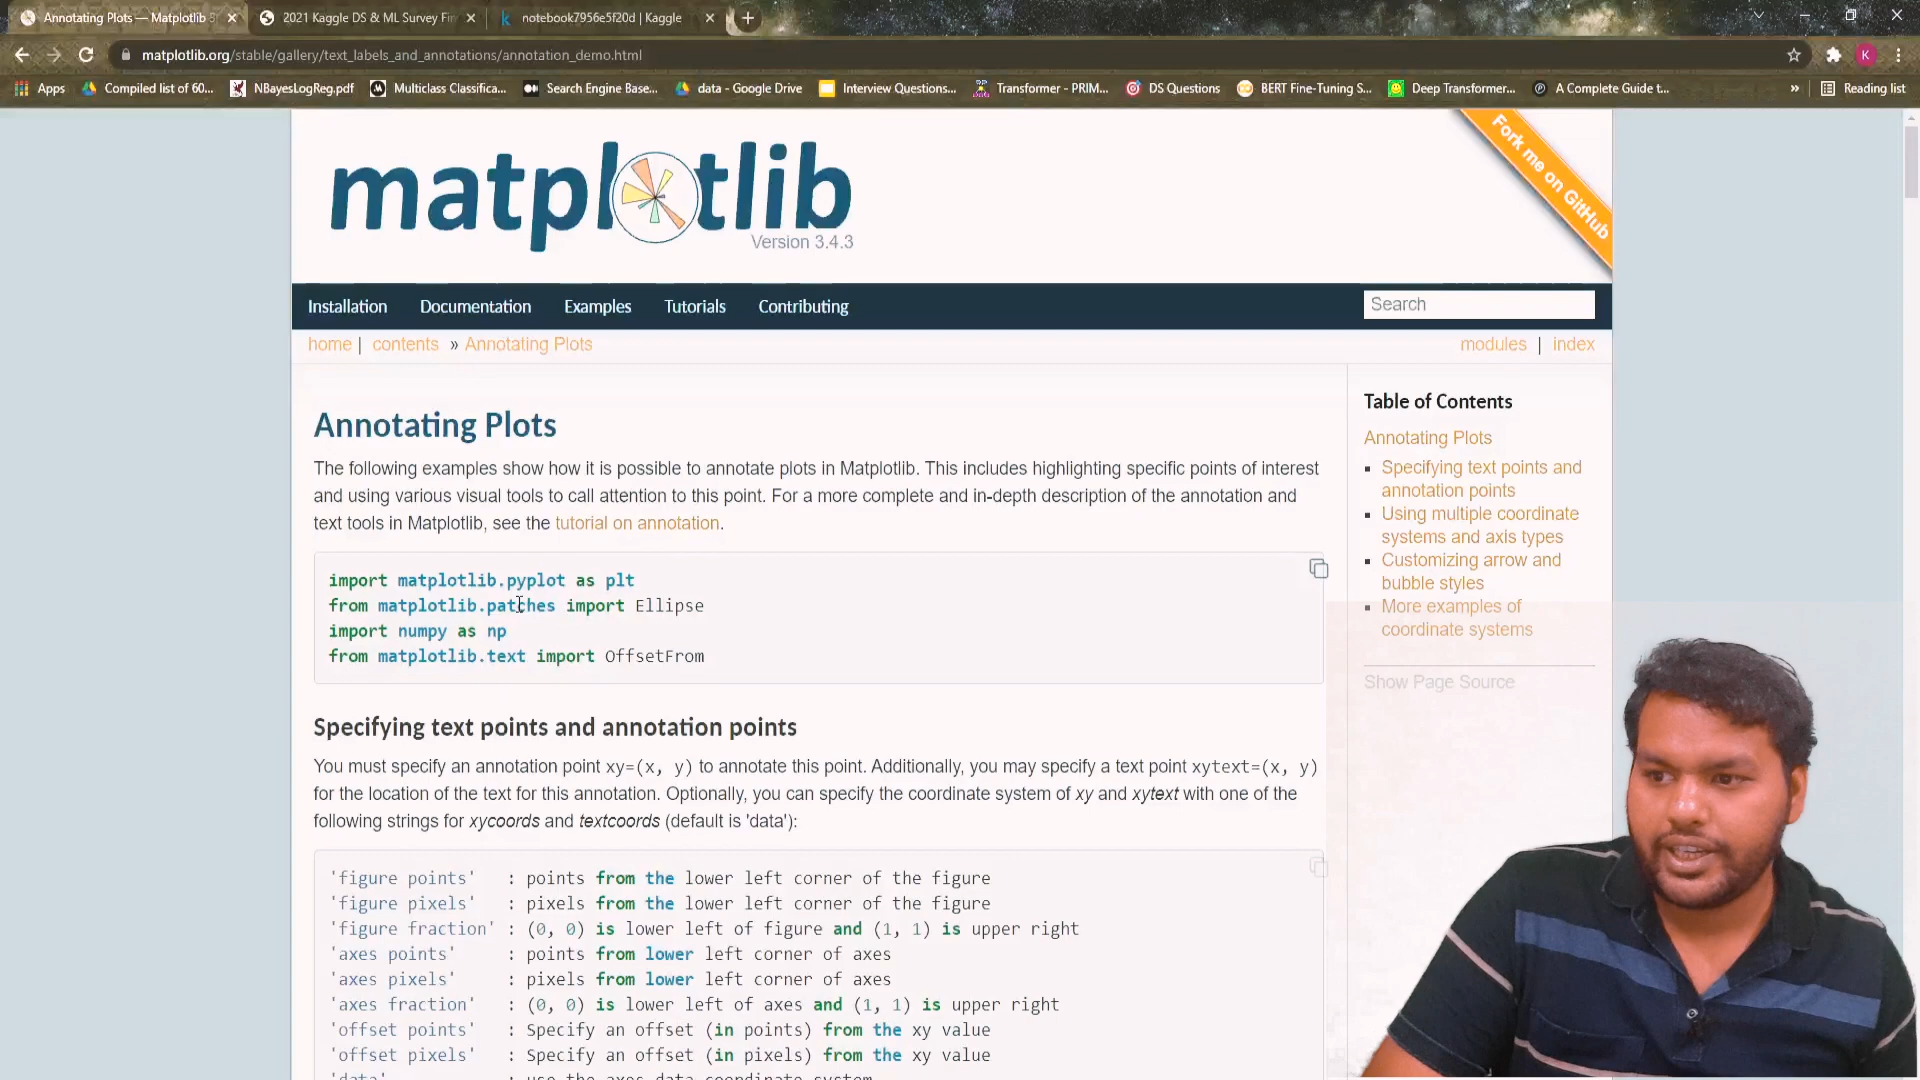 Annotating Plots — Matplotlib 3
2021 Kaggle DS & ML Survey Fin
notebook7956e5f20d | Kaggle
matplotlib.org/stable/gallery/text_labels_and_annotations/annotation_demo.html
K
Apps
Compiled list of 60...
NBayesLogReg.pdf
Multiclass Classifica...
Search Engine Base...
data - Google Drive
Interview Questions...
Transformer - PRIM...
DS Questions
BERT Fine-Tuning S...
Deep Transformer...
A Complete Guide t...
»
Reading list
matplotlib
Version 3.4.3
Fork me on GitHub
Installation Documentation Examples Tutorials Contributing
Search
home | contents » Annotating Plots
modules | index
Annotating Plots
The following examples show how it is possible to annotate plots in Matplotlib. This includes highlighting specific points of interest
and using various visual tools to call attention to this point. For a more complete and in-depth description of the annotation and
text tools in Matplotlib, see the tutorial on annotation.
import matplotlib.pyplot as plt
from matplotlib.patches import Ellipse
import numpy as np
from matplotlib.text import OffsetFrom
Specifying text points and annotation points
You must specify an annotation point xy=(x, y) to annotate this point. Additionally, you may specify a text point xytext=(x, y)
for the location of the text for this annotation. Optionally, you can specify the coordinate system of xy and xytext with one of the
following strings for xycoords and textcoords (default is 'data'):
'figure points' : points from the lower left corner of the figure
'figure pixels' : pixels from the lower left corner of the figure
'figure fraction' : (0, 0) is lower left of figure and (1, 1) is upper right
'axes points' : points from lower left corner of axes
'axes pixels' : pixels from lower left corner of axes
'axes fraction' : (0, 0) is lower left of axes and (1, 1) is upper right
'offset points' : Specify an offset (in points) from the xy value
'offset pixels' : Specify an offset (in pixels) from the xy value
'data' : use the axes data coordinate system
Table of Contents
Annotating Plots
Specifying text points and
annotation points
Using multiple coordinate
systems and axis types
Customizing arrow and
bubble styles
More examples of
coordinate systems
Show Page Source